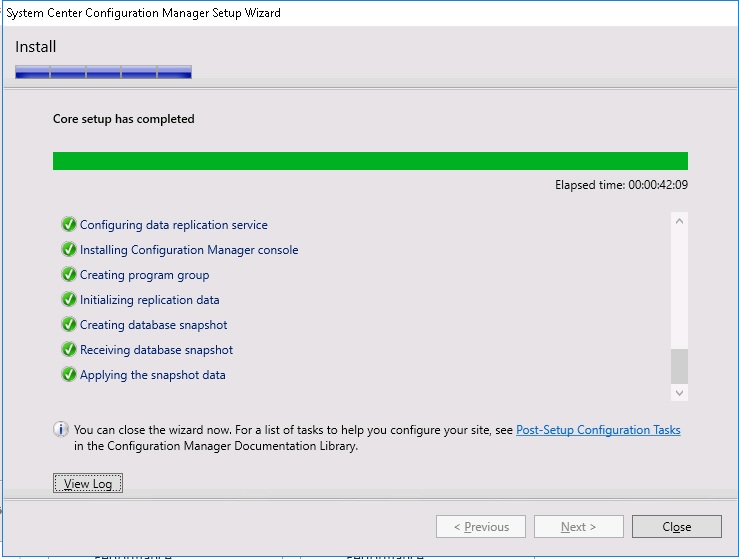 System Center Configuration Manager Setup Wizard
Install
Core setup has completed
Elapsed time: 00:00:42:09
Configuring data replication service
Installing Configuration Manager console
Creating program group
Initializing replication data
Creating database snapshot
Receiving database snapshot
Applying the snapshot data
You can close the wizard now. For a list of tasks to help you configure your site, see Post-Setup Configuration Tasks
in the Configuration Manager Documentation Library.
View Log
< Previous Next > Close
Performance Performance